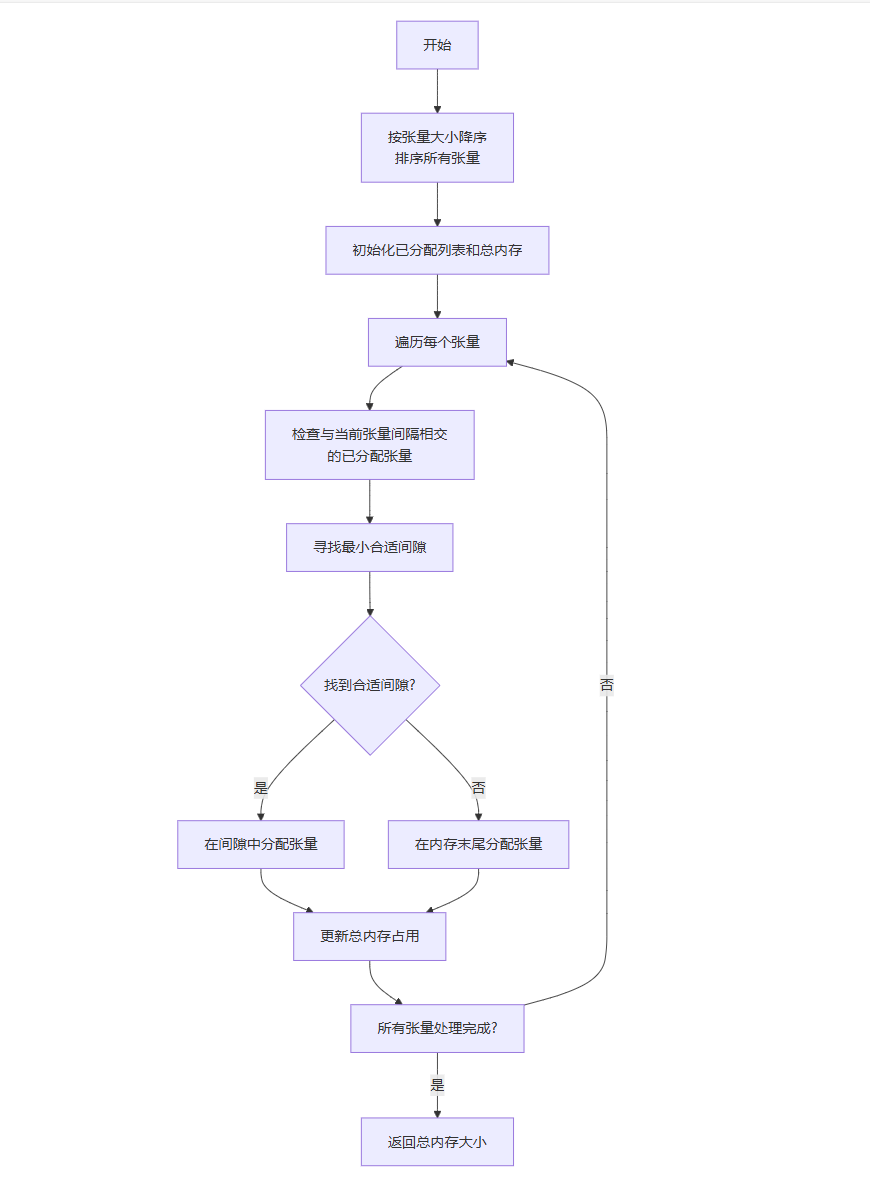 开始
按张量大小降序
排序所有张量
初始化已分配列表和总内存
遍历每个张量
检查与当前张量间隔相交
的已分配张量
寻找最小合适间隙
找到合适间隙?
是
否
否
在间隙中分配张量
在内存末尾分配张量
更新总内存占用
所有张量处理完成?
是
返回总内存大小